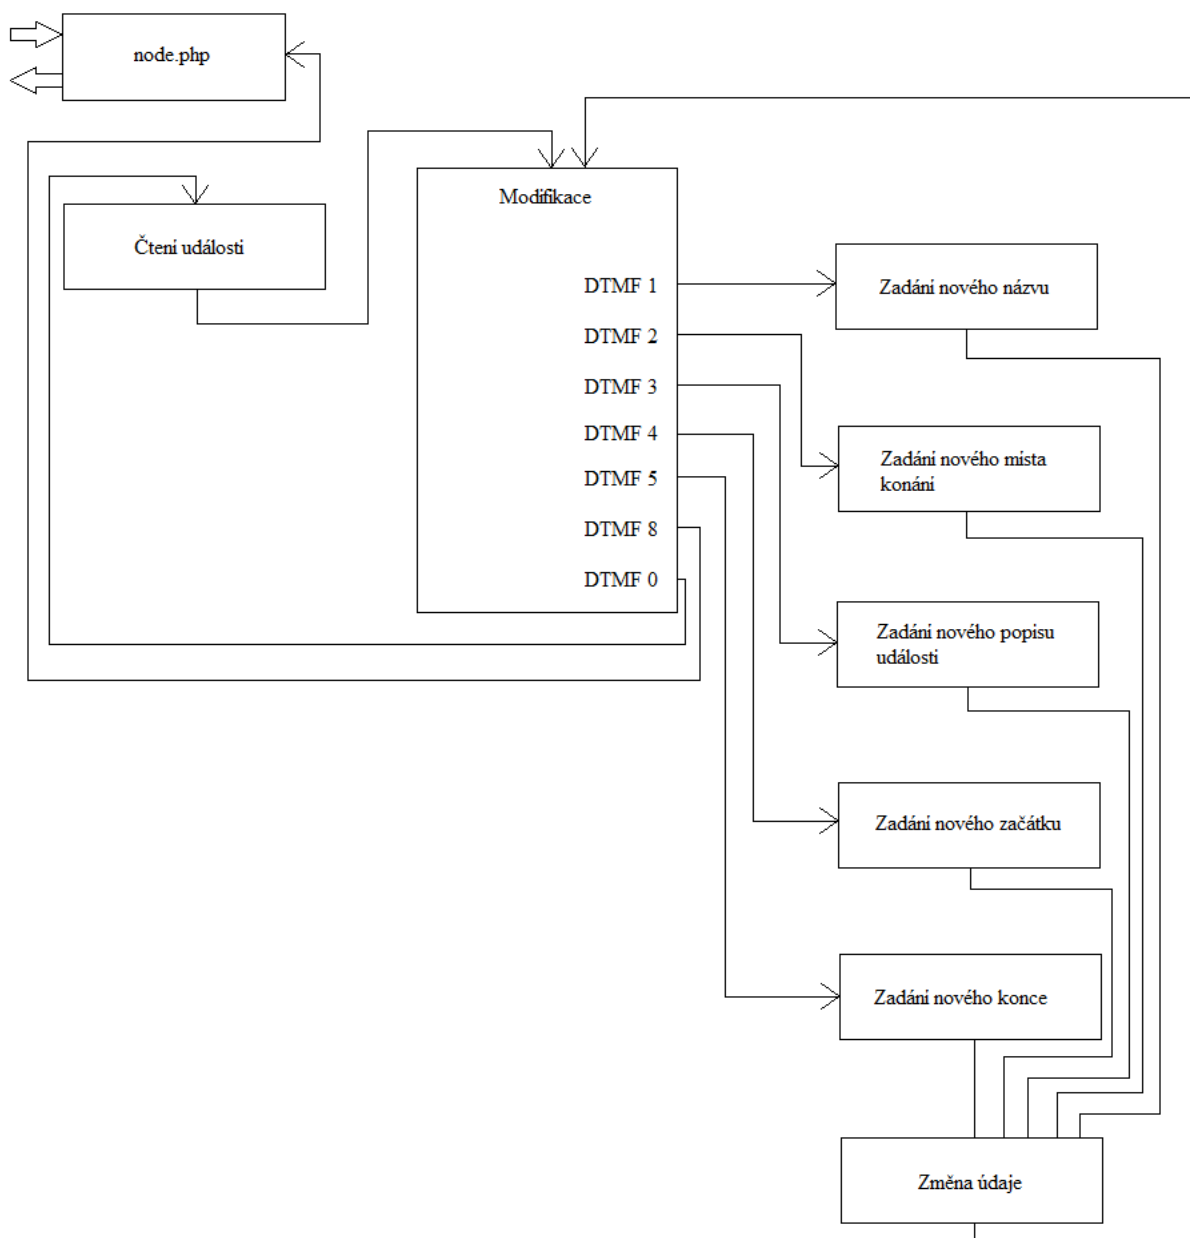 node.php
Modifikace
Čtení události
DTMF 1
Zadání nového názvu
DTMF 2
DTMF 3
DTMF 4
Zadání nového místa
konání
DTMF 5
DTMF 8
DTMF 0
Zadání nového popisu
události
Zadání nového začátku
Zadání nového konce
Změna údaje